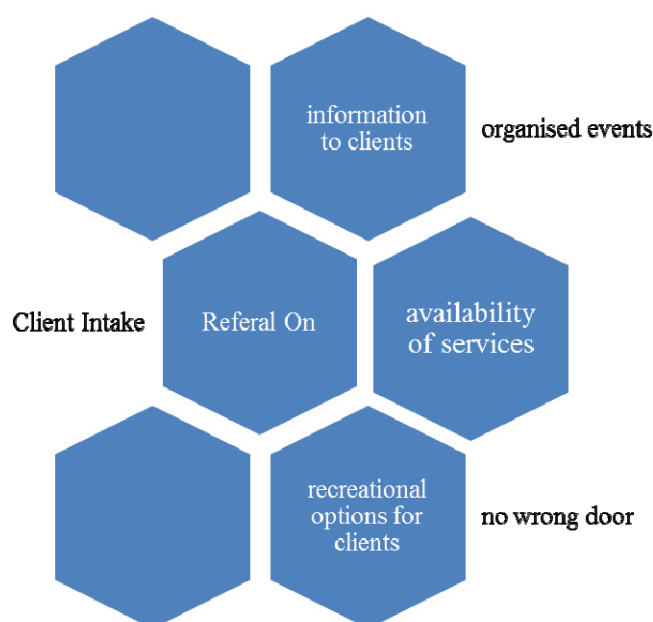 information
to clients
organised events
Client Intake
Referal On
availability
of services
recreational
options for
clients
no wrong door